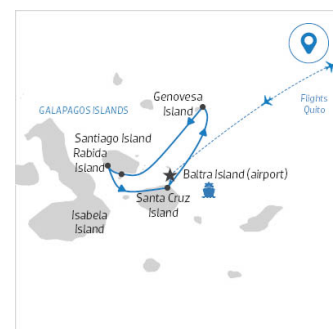 Genovesa
Island
GALAPAGOS ISLANDS
Flights
Quito
Santiago Island
Rabida
Island
Baltra Island (airport)
Santa Cruz
Island
Isabela
Island